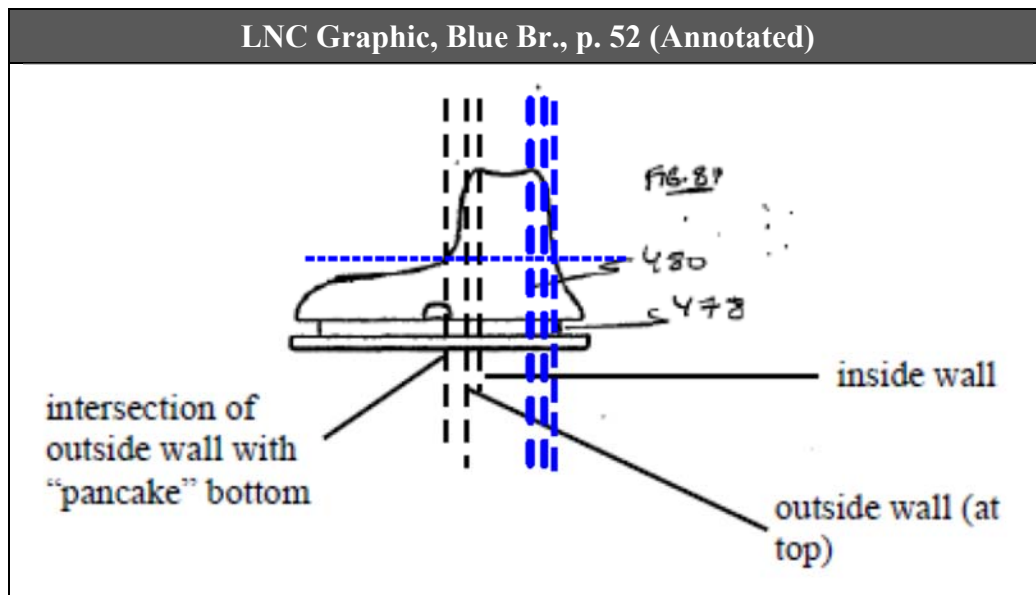 LNC Graphic, Blue Br., p. 52 (Annotated)
FIG. 81
480
478
inside wall
intersection of
outside wall with
“pancake” bottom
outside wall (at
top)